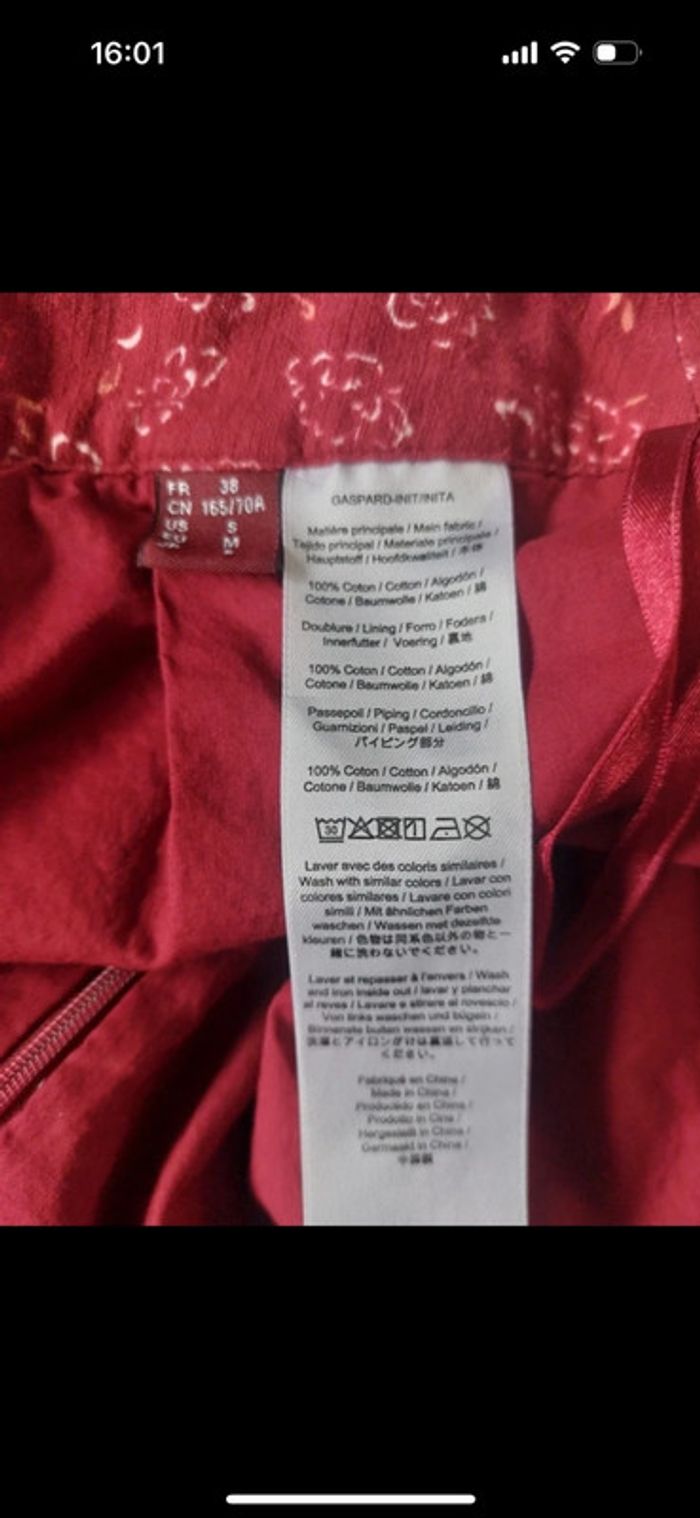 16:01
FR 38
CN 165/70A
US S
EU M
GASPARD-INIT/INITA
Matière principale / Main fabric /
Tejido principal / Materiale principale /
Hauptstoff / Hoofdkwaliteit / 本体
100% Coton / Cotton / Algodón /
Cotone / Baumwolle / Katoen / 綿
Doublure / Lining / Forro / Fodera /
Innenfutter / Voering / 裏地
100% Coton / Cotton / Algodón /
Cotone / Baumwolle / Katoen / 綿
Passepoil / Piping / Cordoncillo /
Guarnizioni / Paspel / Leiding /
パイピング部分
100% Coton / Cotton / Algodón /
Cotone / Baumwolle / Katoen / 綿
30
Laver avec des coloris similaires /
Wash with similar colors / Lavar con
colores similares / Lavare con colori
simili / Mit ähnlichen Farben
waschen / Wassen met dezelfde
kleuren / 色物は同系色以外の物と一
緒に洗わないでください。
Laver et repasser à l'envers / Wash
and iron inside out / lavar y planchar
al reves / Lavare e stirare al rovescio /
Von links waschen und bügeln /
Binnenste buiten wassen en strijken /
洗濯とアイロンがけは裏返して行って
ください。
Fabriqué en Chine /
Made in China /
Producido en China /
Prodotto in Cina /
Hergestellt in China /
Gemaakt in China /
中国製